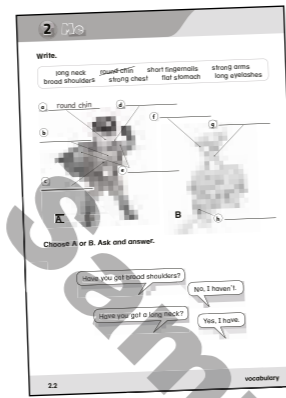 2 Me
Write.
long neck round chin short fingernails strong arms
broad shoulders strong chest flat stomach long eyelashes
a round chin
d
f
g
b
c
e
A
B
h
Choose A or B. Ask and answer.
Have you got broad shoulders?
No, I haven't.
Have you got a long neck?
Yes, I have.
2.2
vocabulary